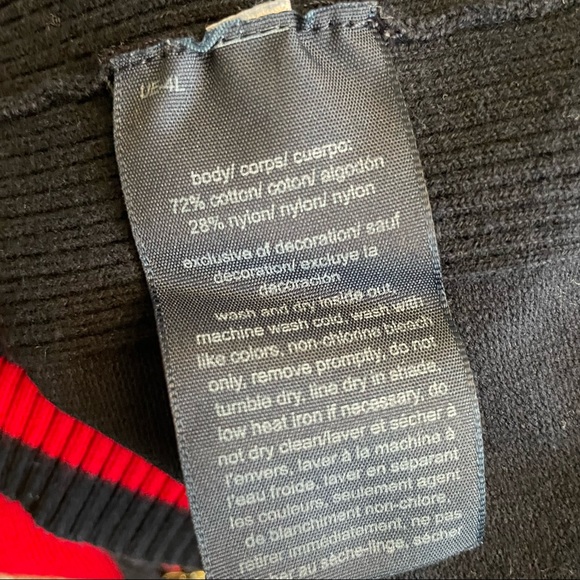 body/ corps/ cuerpo:
72% cotton/ coton/ algodón
28% nylon/ nylon/ nylon
exclusive of decoration/ sauf
decoration/ excluye la
decoración
wash and dry inside out,
machine wash cold, wash with
like colors, non-chlorine bleach
only, remove promptly, do not
tumble dry, line dry in shade,
low heat iron if necessary, do
not dry clean/laver et sécher à
l'envers, laver à la machine à
l'eau froide, laver en séparant
les couleurs, seulement agent
de blanchiment non-chlore
retirer immédiatement, ne pas
sécher au sèche-linge, sécher